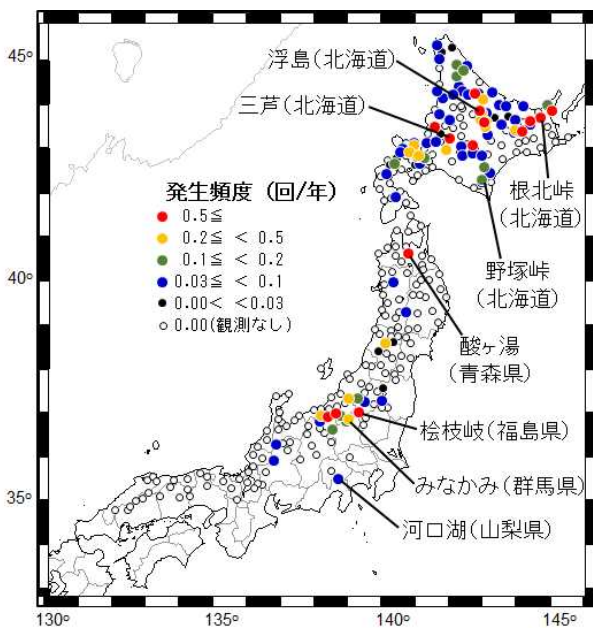 45°
浮島(北海道)
三芦(北海道)
発生頻度 (回/年)
0.5≦
0.2≦ < 0.5
0.1≦ < 0.2
0.03≦ < 0.1
0.00< <0.03
0.00(観測なし)
根北峠
(北海道)
野塚峠
(北海道)
40°
酸ヶ湯
(青森県)
桧枝岐(福島県)
みなかみ(群馬県)
35°
河口湖(山梨県)
130°
135°
140°
145°